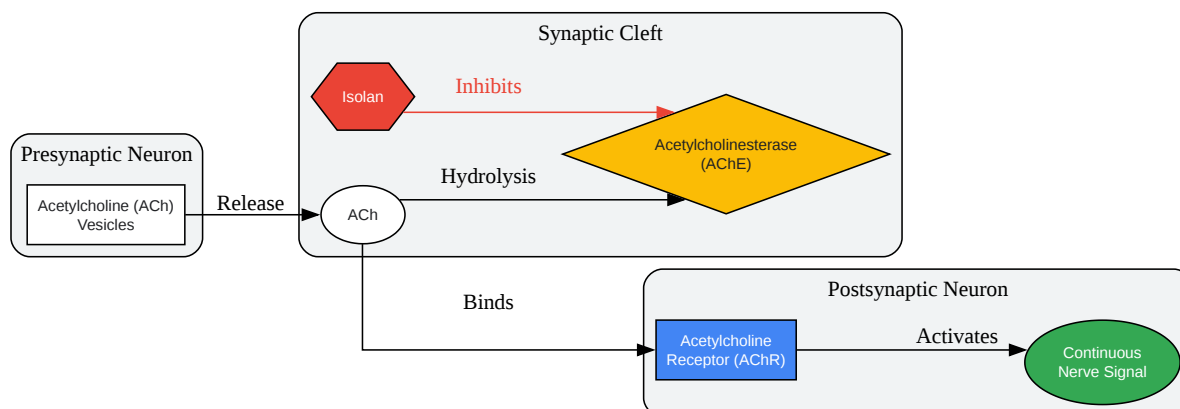 Synaptic Cleft
Isolan
Inhibits
Acetylcholinesterase
(AChE)
Presynaptic Neuron
Acetylcholine (ACh)
Vesicles
Release
ACh
Hydrolysis
Binds
Postsynaptic Neuron
Acetylcholine
Receptor (AChR)
Activates
Continuous
Nerve Signal